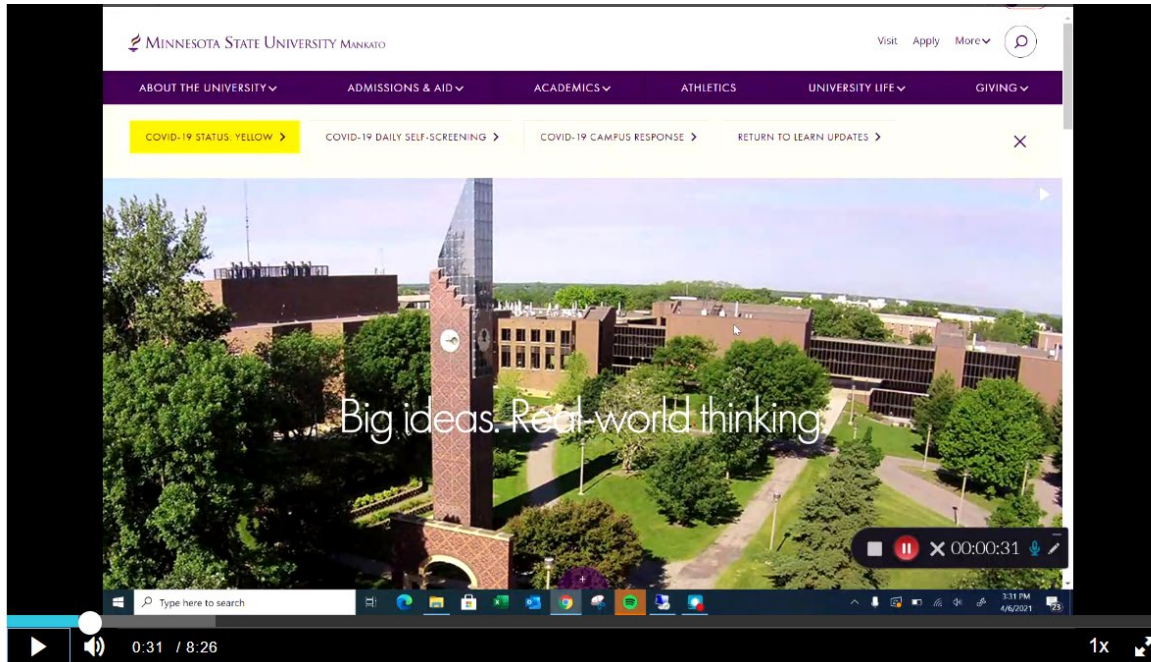 MINNESOTA STATE UNIVERSITY MANKATO
Visit Apply More
ABOUT THE UNIVERSITY ADMISSIONS & AID ACADEMICS ATHLETICS UNIVERSITY LIFE GIVING
COVID-19 STATUS: YELLOW COVID-19 DAILY SELF-SCREENING COVID-19 CAMPUS RESPONSE RETURN TO LEARN UPDATES
Big ideas. Real-world thinking.
00:00:31
Type here to search
3:31 PM
4/6/2021
23
0:31 / 8:26
1x